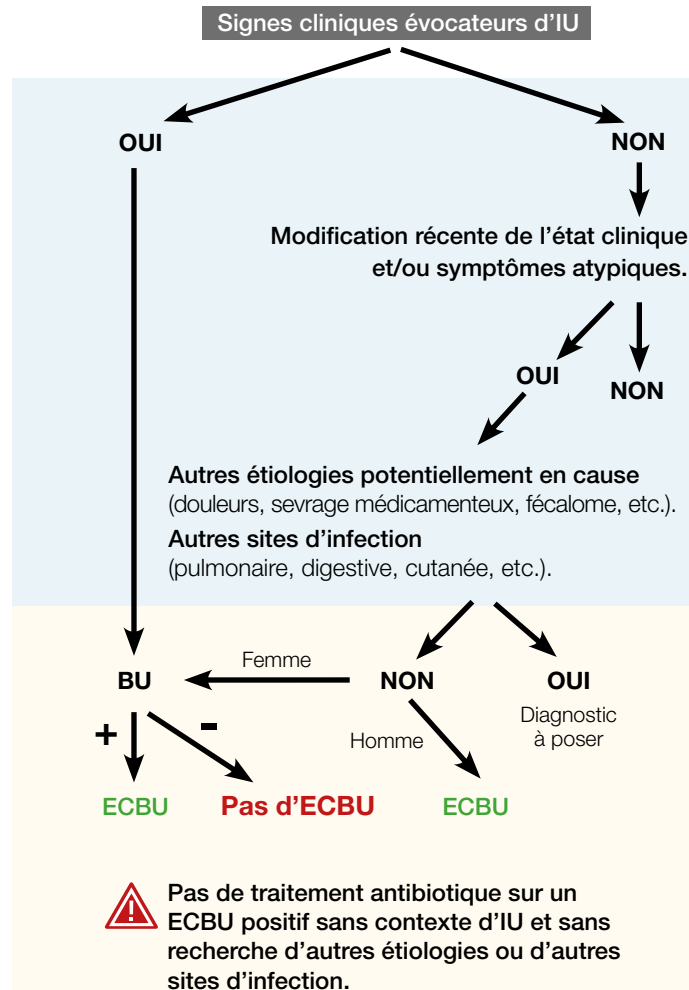 Signes cliniques évocateurs d’IU
OUI
NON
Modification récente de l’état clinique
et/ou symptômes atypiques.
OUI
NON
Autres étiologies potentiellement en cause
(douleurs, sevrage médicamenteux, fécalome, etc.).
Autres sites d’infection
(pulmonaire, digestive, cutanée, etc.).
BU
Femme
NON
OUI
Diagnostic
à poser
Homme
+
-
ECBU
Pas d’ECBU
ECBU
Pas de traitement antibiotique sur un
ECBU positif sans contexte d’IU et sans
recherche d’autres étiologies ou d’autres
sites d’infection.